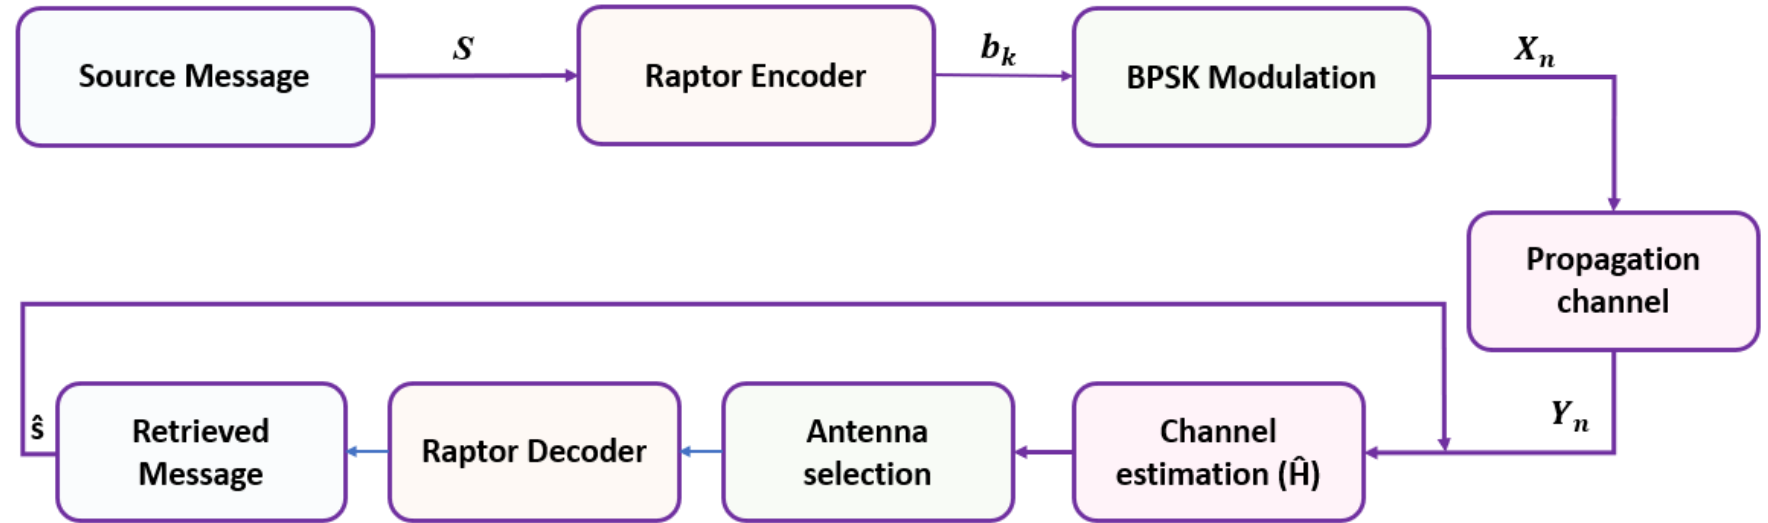 Source Message
S
Raptor Encoder
b_k
BPSK Modulation
X_n
Propagation
channel
Y_n
Channel
estimation (Ĥ)
Antenna
selection
Raptor Decoder
Retrieved
Message
ŝ